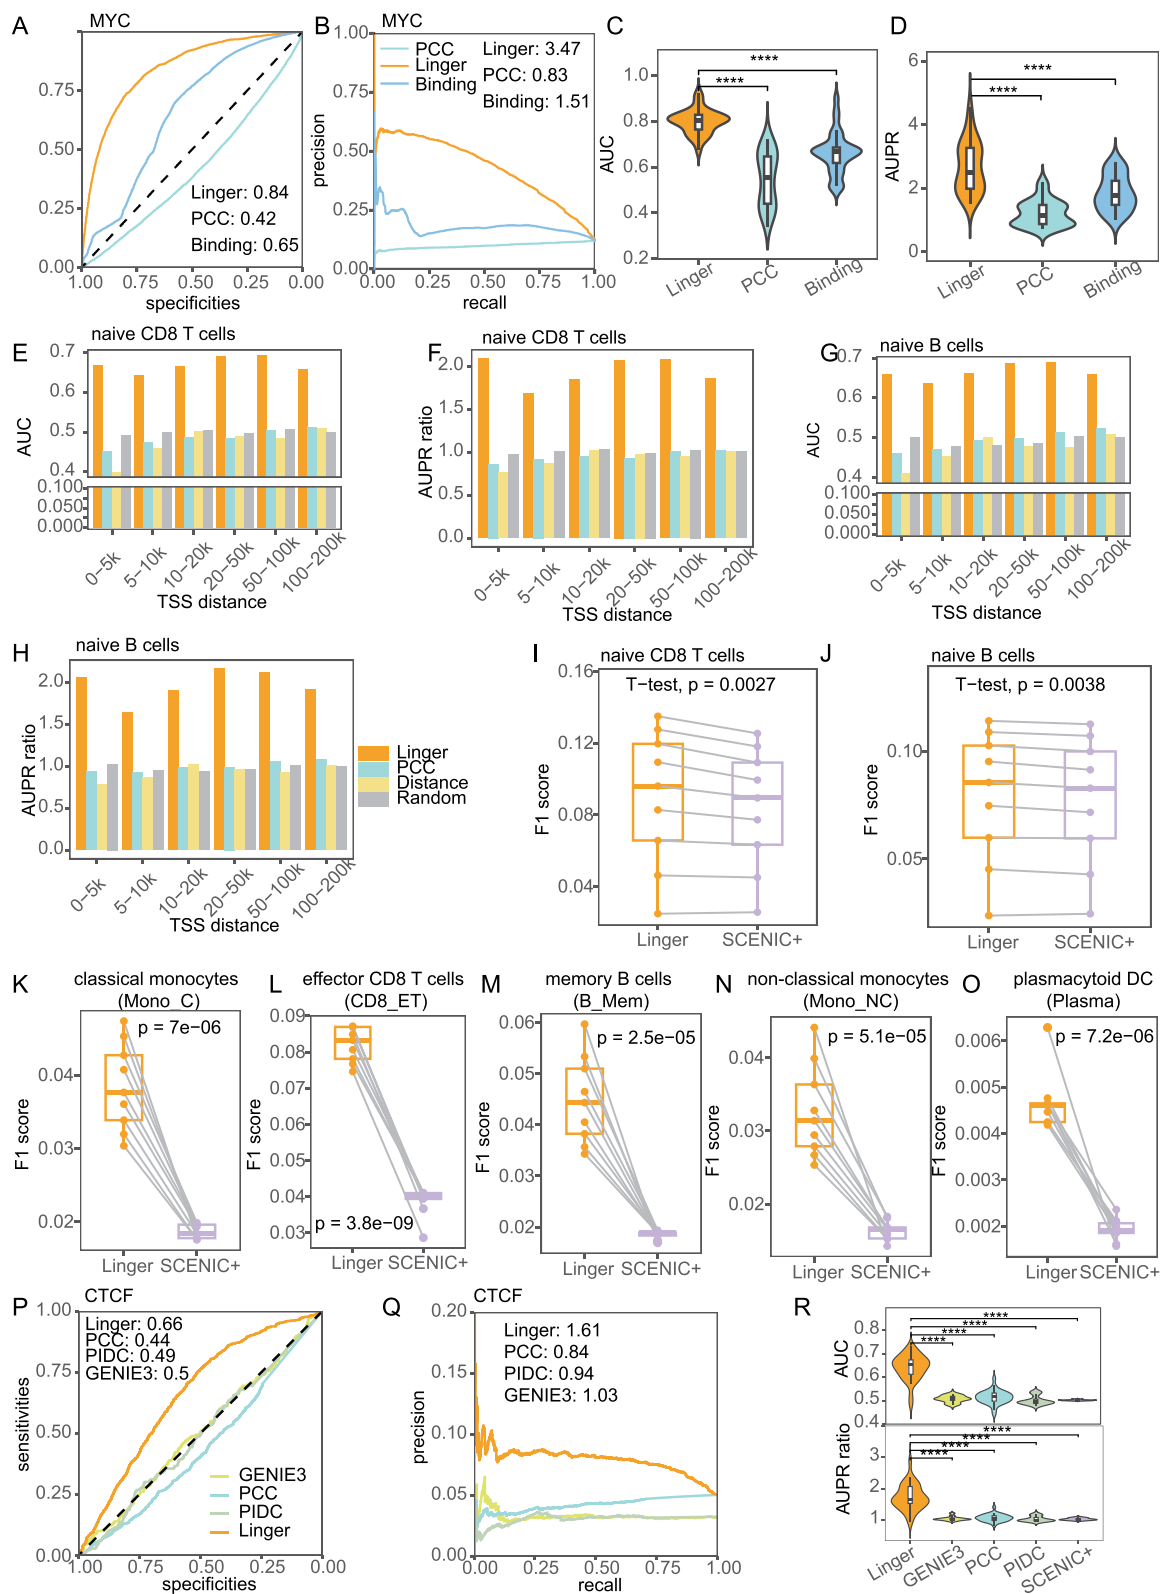 A
MYC
0.75
0.50
0.25
0.00
1.00
0.75
0.50
0.25
0.00
specificities
Linger: 0.84
PCC: 0.42
Binding: 0.65
B
MYC
1.00
0.75
0.50
0.25
0.00
precision
PCC
Linger
Binding
Linger: 3.47
PCC: 0.83
Binding: 1.51
0.00
0.25
0.50
0.75
1.00
recall
C
AUC
1.0
0.8
0.6
0.4
0.2
****
****
Linger
PCC
Binding
D
AUPR
6
4
2
0
****
****
Linger
PCC
Binding
E
naive CD8 T cells
AUC
0.7
0.6
0.5
0.4
0.100
0.050
0.000
0−5k
5−10k
10−20k
20−50k
50−100k
100−200k
TSS distance
F
naive CD8 T cells
AUPR ratio
2.0
1.5
1.0
0.5
0.0
0−5k
5−10k
10−20k
20−50k
50−100k
100−200k
TSS distance
G
naive B cells
AUC
0.7
0.6
0.5
0.4
0.100
0.050
0.000
0−5k
5−10k
10−20k
20−50k
50−100k
100−200k
TSS distance
H
naive B cells
AUPR ratio
2.0
1.5
1.0
0.5
0.0
0−5k
5−10k
10−20k
20−50k
50−100k
100−200k
TSS distance
Linger
PCC
Distance
Random
I
naive CD8 T cells
T−test, p = 0.0027
F1 score
0.16
0.12
0.08
0.04
Linger
SCENIC+
J
naive B cells
T−test, p = 0.0038
F1 score
0.10
0.05
Linger
SCENIC+
K
classical monocytes
(Mono_C)
p = 7e−06
F1 score
0.04
0.03
0.02
Linger SCENIC+
L
effector CD8 T cells
(CD8_ET)
F1 score
0.09
0.08
0.05
0.04
0.03
p = 3.8e−09
Linger SCENIC+
M
memory B cells
(B_Mem)
p = 2.5e−05
F1 score
0.06
0.05
0.04
0.03
0.02
Linger SCENIC+
N
non-classical monocytes
(Mono_NC)
p = 5.1e−05
F1 score
0.04
0.03
0.02
Linger SCENIC+
O
plasmacytoid DC
(Plasma)
p = 7.2e−06
F1 score
0.006
0.005
0.004
0.003
0.002
Linger SCENIC+
P
CTCF
sensitivities
1.00
0.75
0.50
0.25
0.00
Linger: 0.66
PCC: 0.44
PIDC: 0.49
GENIE3: 0.5
GENIE3
PCC
PIDC
Linger
1.00
0.75
0.50
0.25
0.00
specificities
Q
CTCF
precision
0.20
0.15
0.10
0.05
0.00
Linger: 1.61
PCC: 0.84
PIDC: 0.94
GENIE3: 1.03
0.00
0.25
0.50
0.75
1.00
recall
R
AUC
0.8
0.7
0.6
0.5
0.4
****
****
****
****
AUPR ratio
3
2
1
****
****
****
****
Linger
GENIE3
PCC
PIDC
SCENIC+